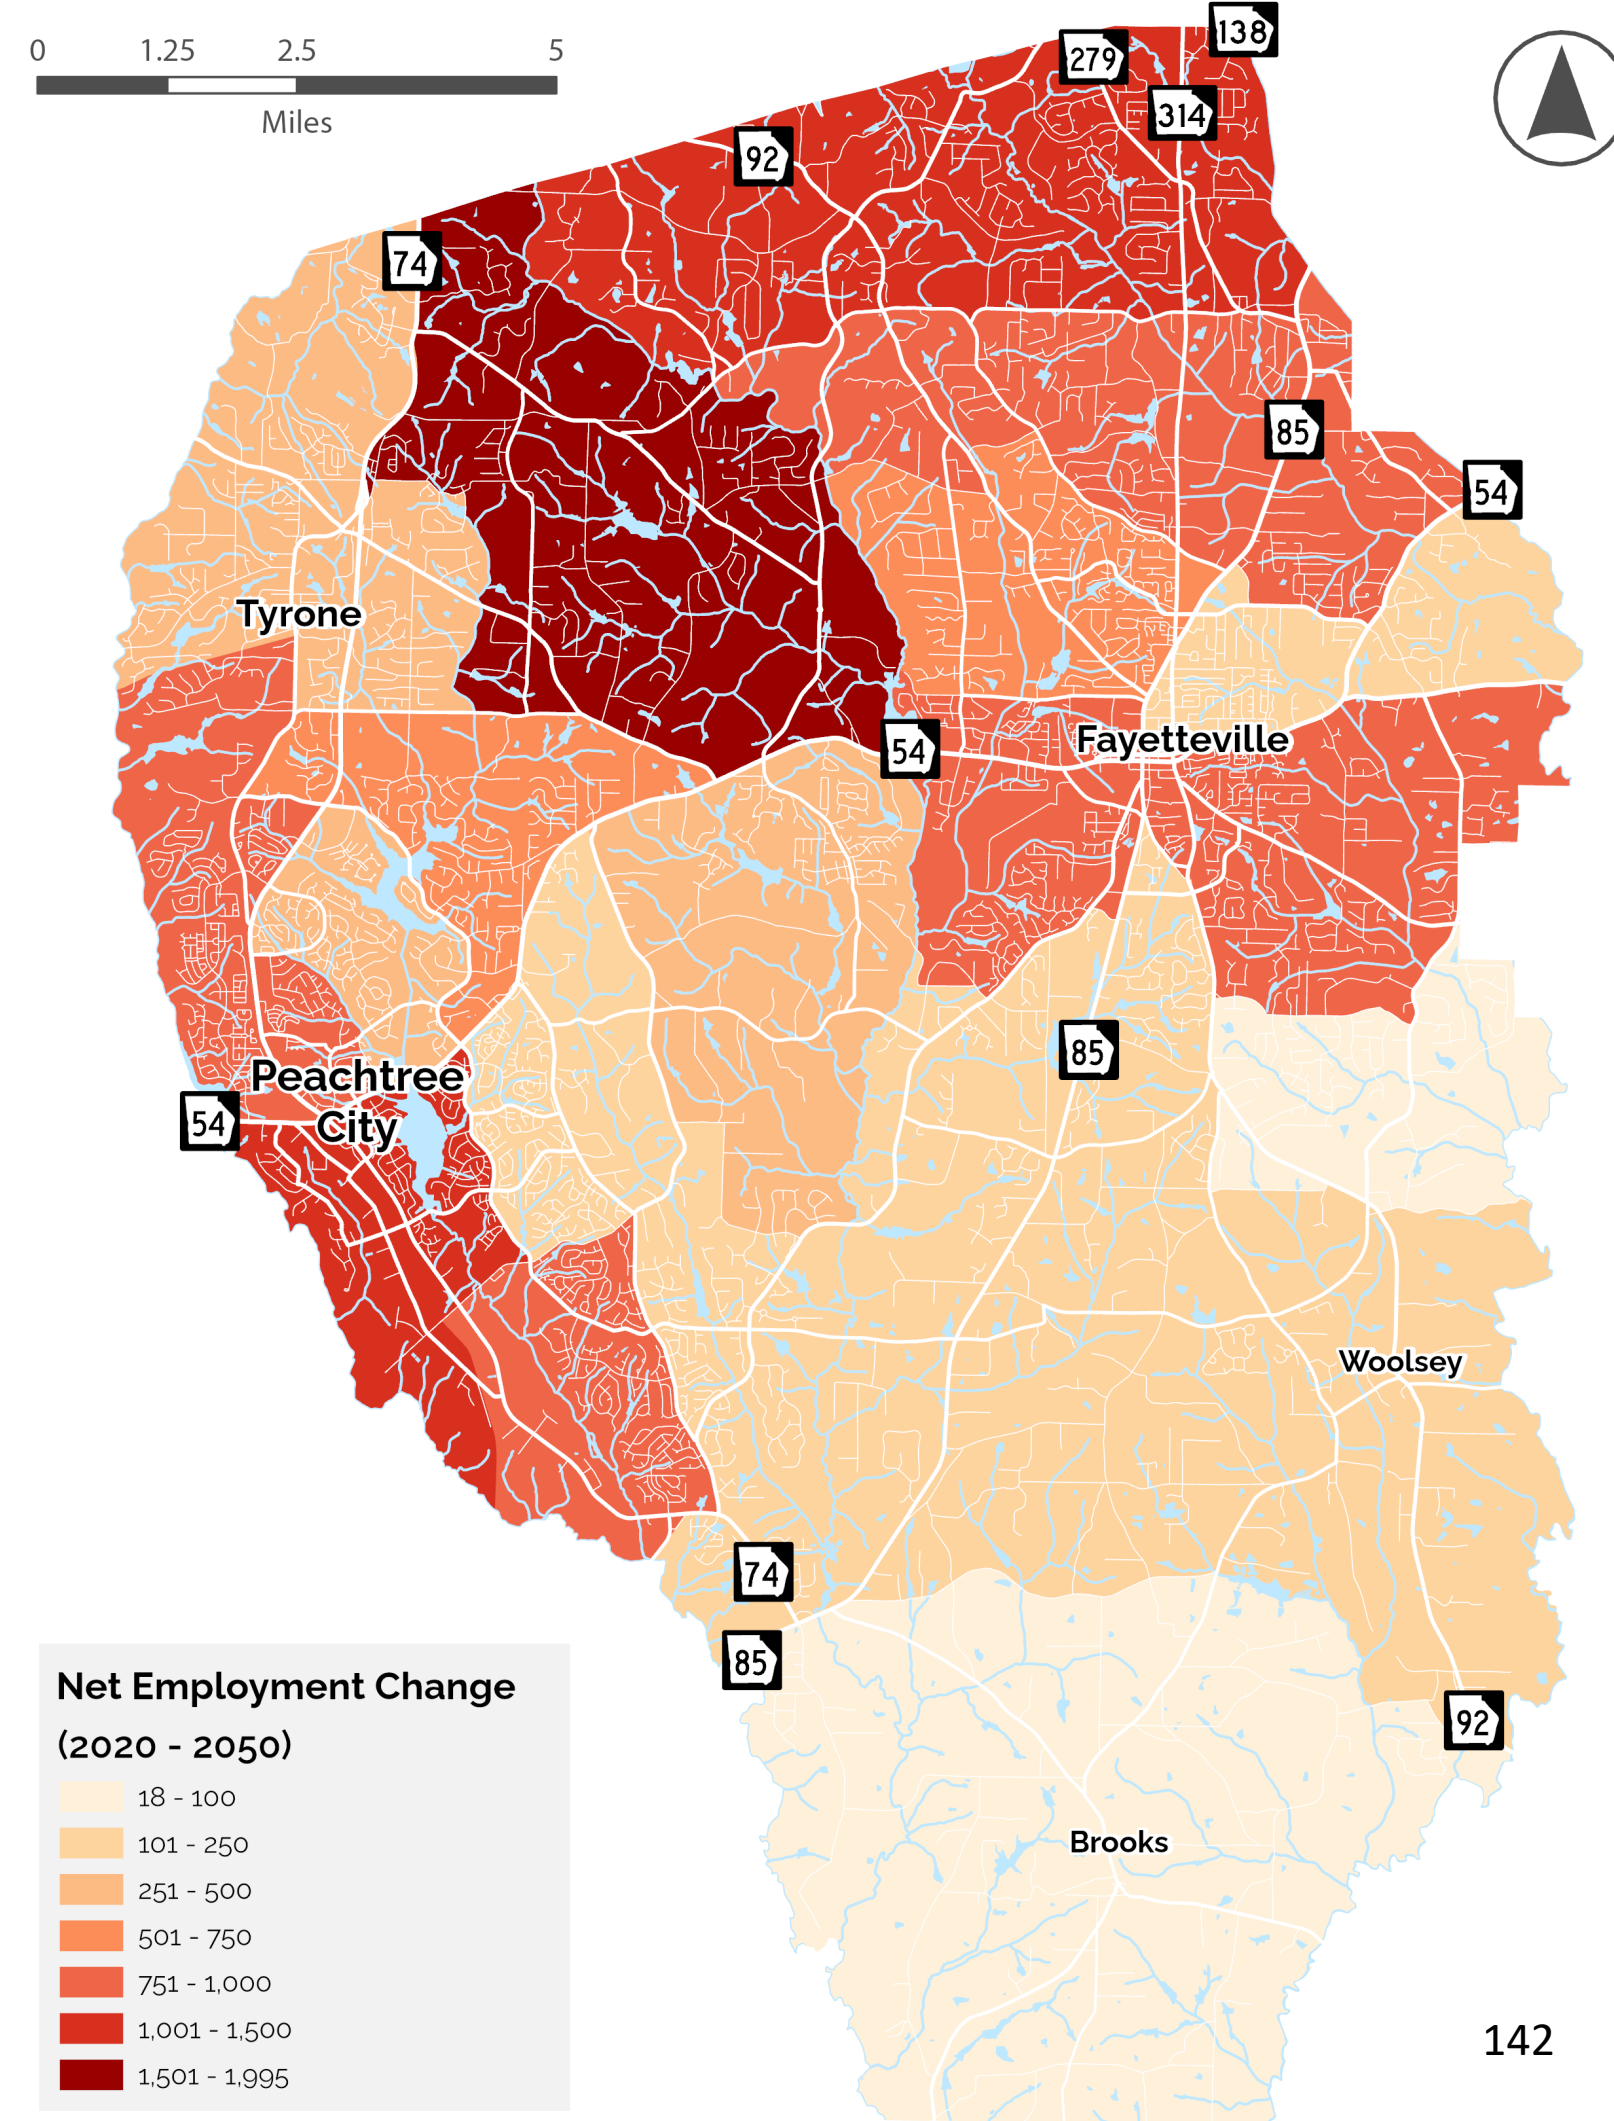 0 1.25 2.5 5
Miles
138
279
314
92
74
85
54
Tyrone
54
Fayetteville
85
Peachtree
City
54
Woolsey
74
85
92
Brooks
Net Employment Change
(2020 - 2050)
18 - 100
101 - 250
251 - 500
501 - 750
751 - 1,000
1,001 - 1,500
1,501 - 1,995
142